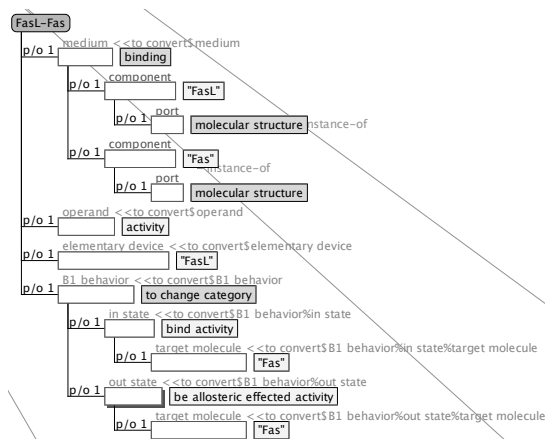 FasL-Fas
medium <<to convert$medium
p/o 1 binding
component
p/o 1 "FasL"
port
p/o 1 molecular structure instance-of
component
p/o 1 "Fas"
instance-of
port
p/o 1 molecular structure
operand <<to convert$operand
p/o 1 activity
elementary device <<to convert$elementary device
p/o 1 "FasL"
B1 behavior <<to convert$B1 behavior
p/o 1 to change category
in state <<to convert$B1 behavior%in state
p/o 1 bind activity
target molecule <<to convert$B1 behavior%in state%target molecule
p/o 1 "Fas"
out state <<to convert$B1 behavior%out state
p/o 1 be allosteric effected activity
target molecule <<to convert$B1 behavior%out state%target molecule
p/o 1 "Fas"